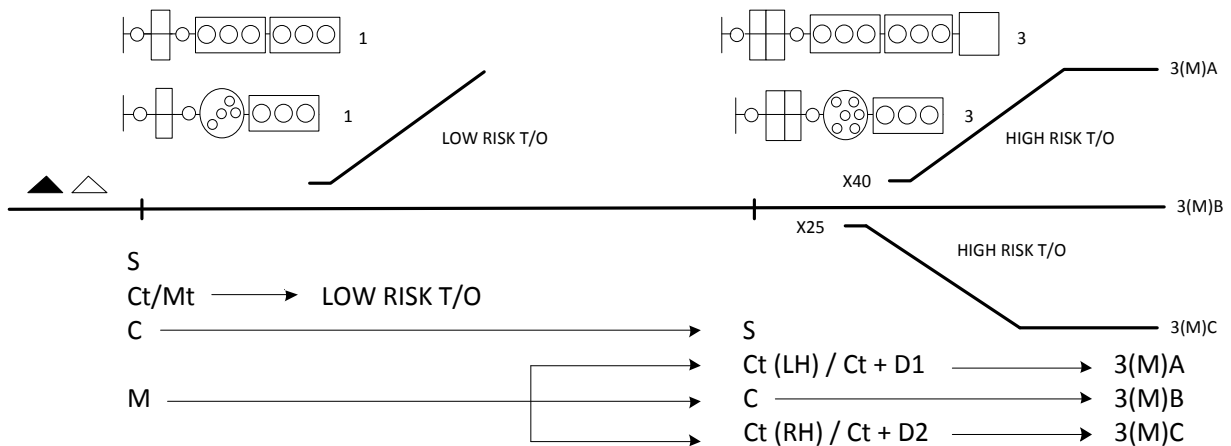 1
3
1
3
3(M)A
LOW RISK T/O
HIGH RISK T/O
X40
3(M)B
X25
HIGH RISK T/O
3(M)C
S
Ct/Mt LOW RISK T/O
C S
Ct (LH) / Ct + D1 3(M)A
M C 3(M)B
Ct (RH) / Ct + D2 3(M)C